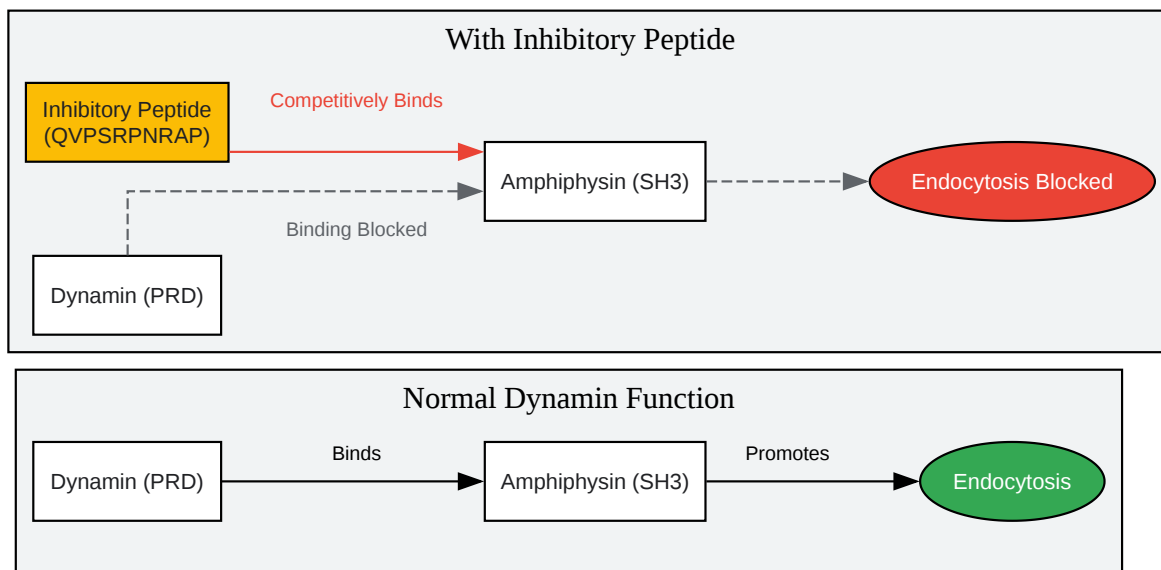 With Inhibitory Peptide
Inhibitory Peptide
(QVPSRPNRAP)
Competitively Binds
Amphiphysin (SH3)
Endocytosis Blocked
Binding Blocked
Dynamin (PRD)
Normal Dynamin Function
Dynamin (PRD)
Binds
Amphiphysin (SH3)
Promotes
Endocytosis